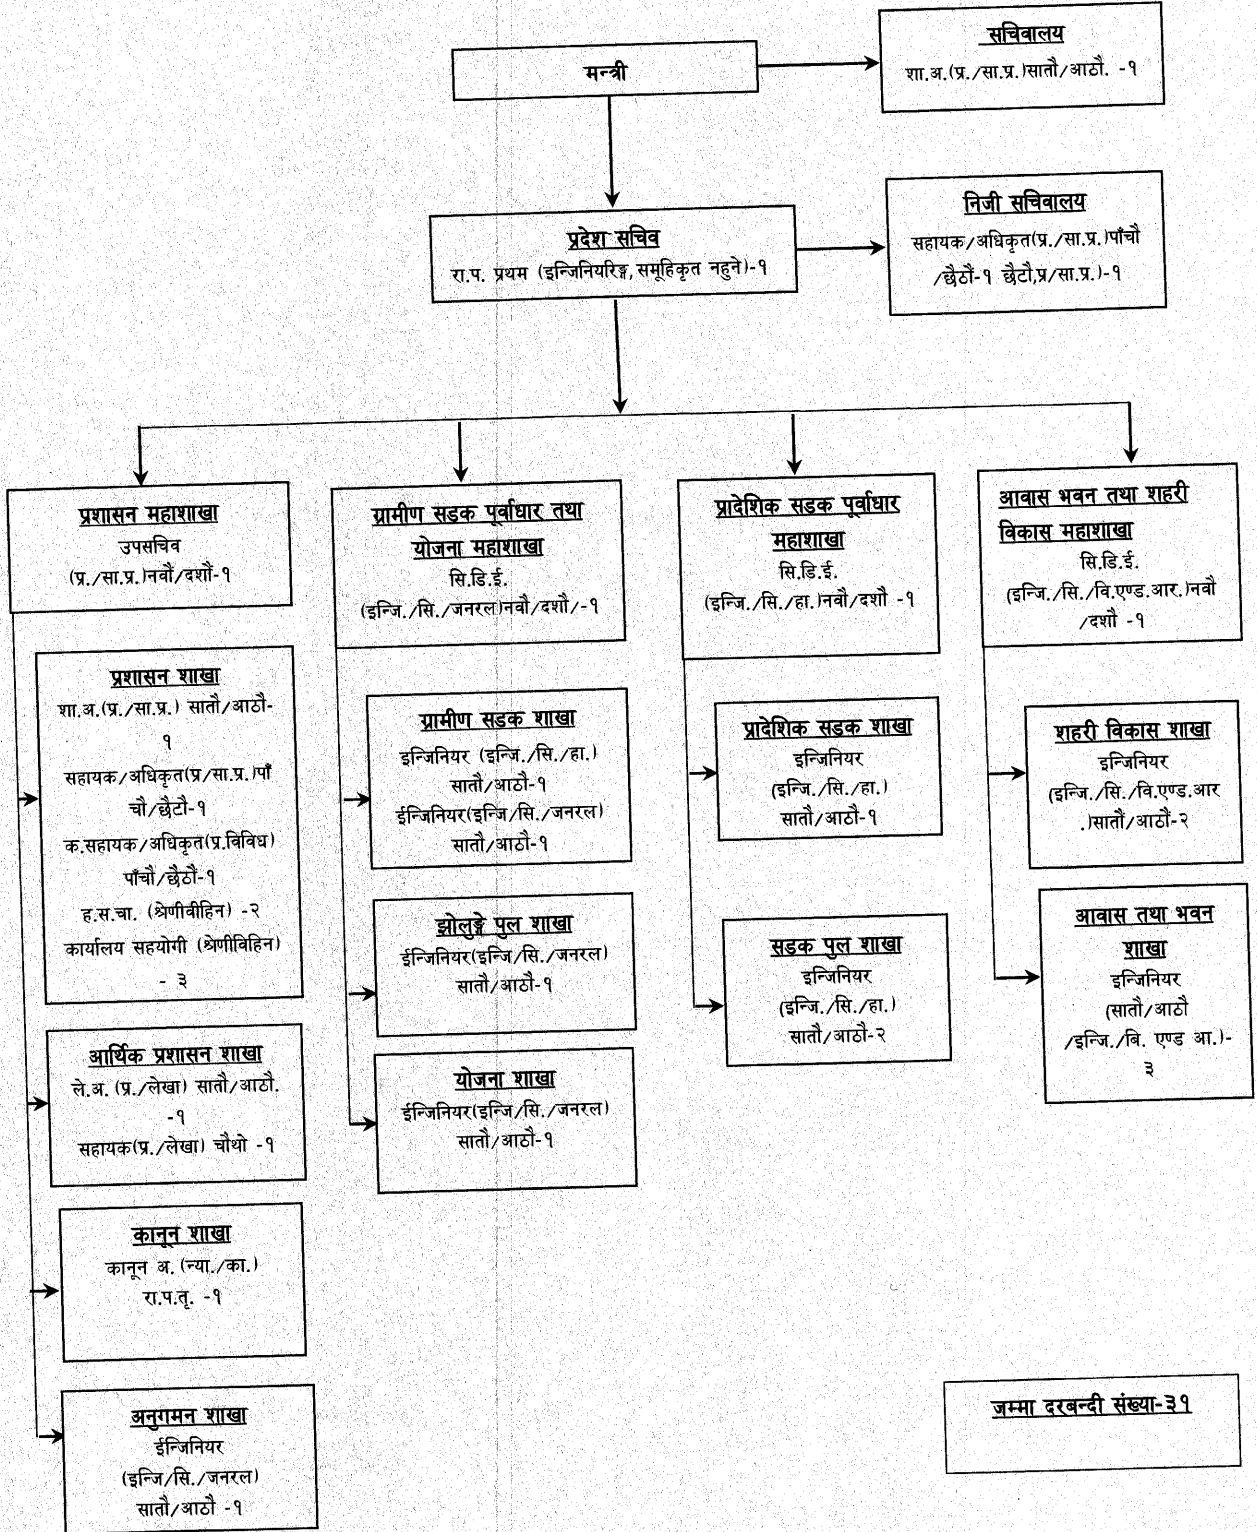 सचिवालय
शा.अ.(प्र./सा.प्र.)सातौ/आठौ. -१
मन्त्री
निजी सचिवालय
सहायक/अधिकृत(प्र./सा.प्र.)पाँचौ
/छैठौं-१ छैटौ,प्र/सा.प्र.)-१
प्रदेश सचिव
रा.प. प्रथम (इन्जिनियरिङ्ग,समूहिकृत नहुने)-१
प्रशासन महाशाखा
उपसचिव
(प्र./सा.प्र.)नवौ/दशौं-१
ग्रामीण सडक पूर्वाधार तथा
योजना महाशाखा
सि.डि.ई.
(इन्जि./सि./जनरल)नवौ/दशौ/-१
प्रादेशिक सडक पूर्वाधार
महाशाखा
सि.डि.ई.
(इन्जि./सि./हा.)नवौ/दशौ -१
आवास भवन तथा शहरी
विकास महाशाखा
सि.डि.ई.
(इन्जि./सि./वि.एण्ड.आर.)नवौ
/दशौ -१
प्रशासन शाखा
शा.अ.(प्र./सा.प्र.) सातौ/आठौ-
१
सहायक/अधिकृत(प्र/सा.प्र.)पाँ
चौ/छैटौ-१
क.सहायक/अधिकृत(प्र.विविध)
पाँचौ/छैठौं-१
ह.स.चा. (श्रेणीवीहिन) -२
कार्यालय सहयोगी (श्रेणीविहिन)
- ३
आर्थिक प्रशासन शाखा
ले.अ. (प्र./लेखा) सातौ/आठौ.
-१
सहायक(प्र./लेखा) चौथो -१
कानून शाखा
कानून अ. (न्या./का.)
रा.प.तृ. -१
अनुगमन शाखा
ईन्जिनियर
(इन्जि/सि./जनरल)
सातौ/आठौ -१
ग्रामीण सडक शाखा
इन्जिनियर (इन्जि./सि./हा.)
सातौ/आठौ-१
ईन्जिनियर(इन्जि/सि./जनरल)
सातौ/आठौ-१
झोलुङ्गे पुल शाखा
ईन्जिनियर(इन्जि/सि./जनरल)
सातौ/आठौ-१
योजना शाखा
ईन्जिनियर(इन्जि/सि./जनरल)
सातौ/आठौ-१
प्रादेशिक सडक शाखा
इन्जिनियर
(इन्जि./सि./हा.)
सातौ/आठौ-१
सडक पुल शाखा
इन्जिनियर
(इन्जि./सि./हा.)
सातौ/आठौ-२
शहरी विकास शाखा
इन्जिनियर
(इन्जि./सि./वि.एण्ड.आर
.)सातौं/आठौं-२
आवास तथा भवन
शाखा
इन्जिनियर
(सातौ/आठौ
/इन्जि./बि. एण्ड आ.)-
३
जम्मा दरबन्दी संख्या-३१